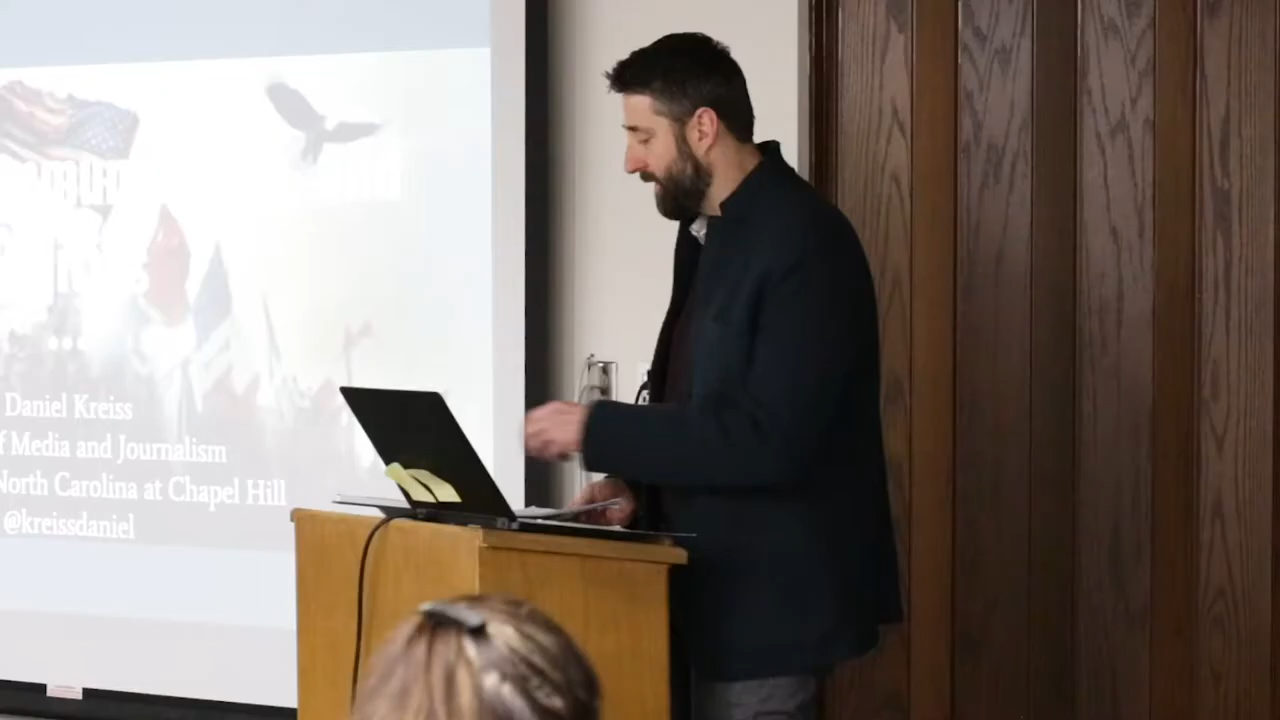 Daniel Kreiss
f Media and Journalism
North Carolina at Chapel Hill
@kreissdaniel